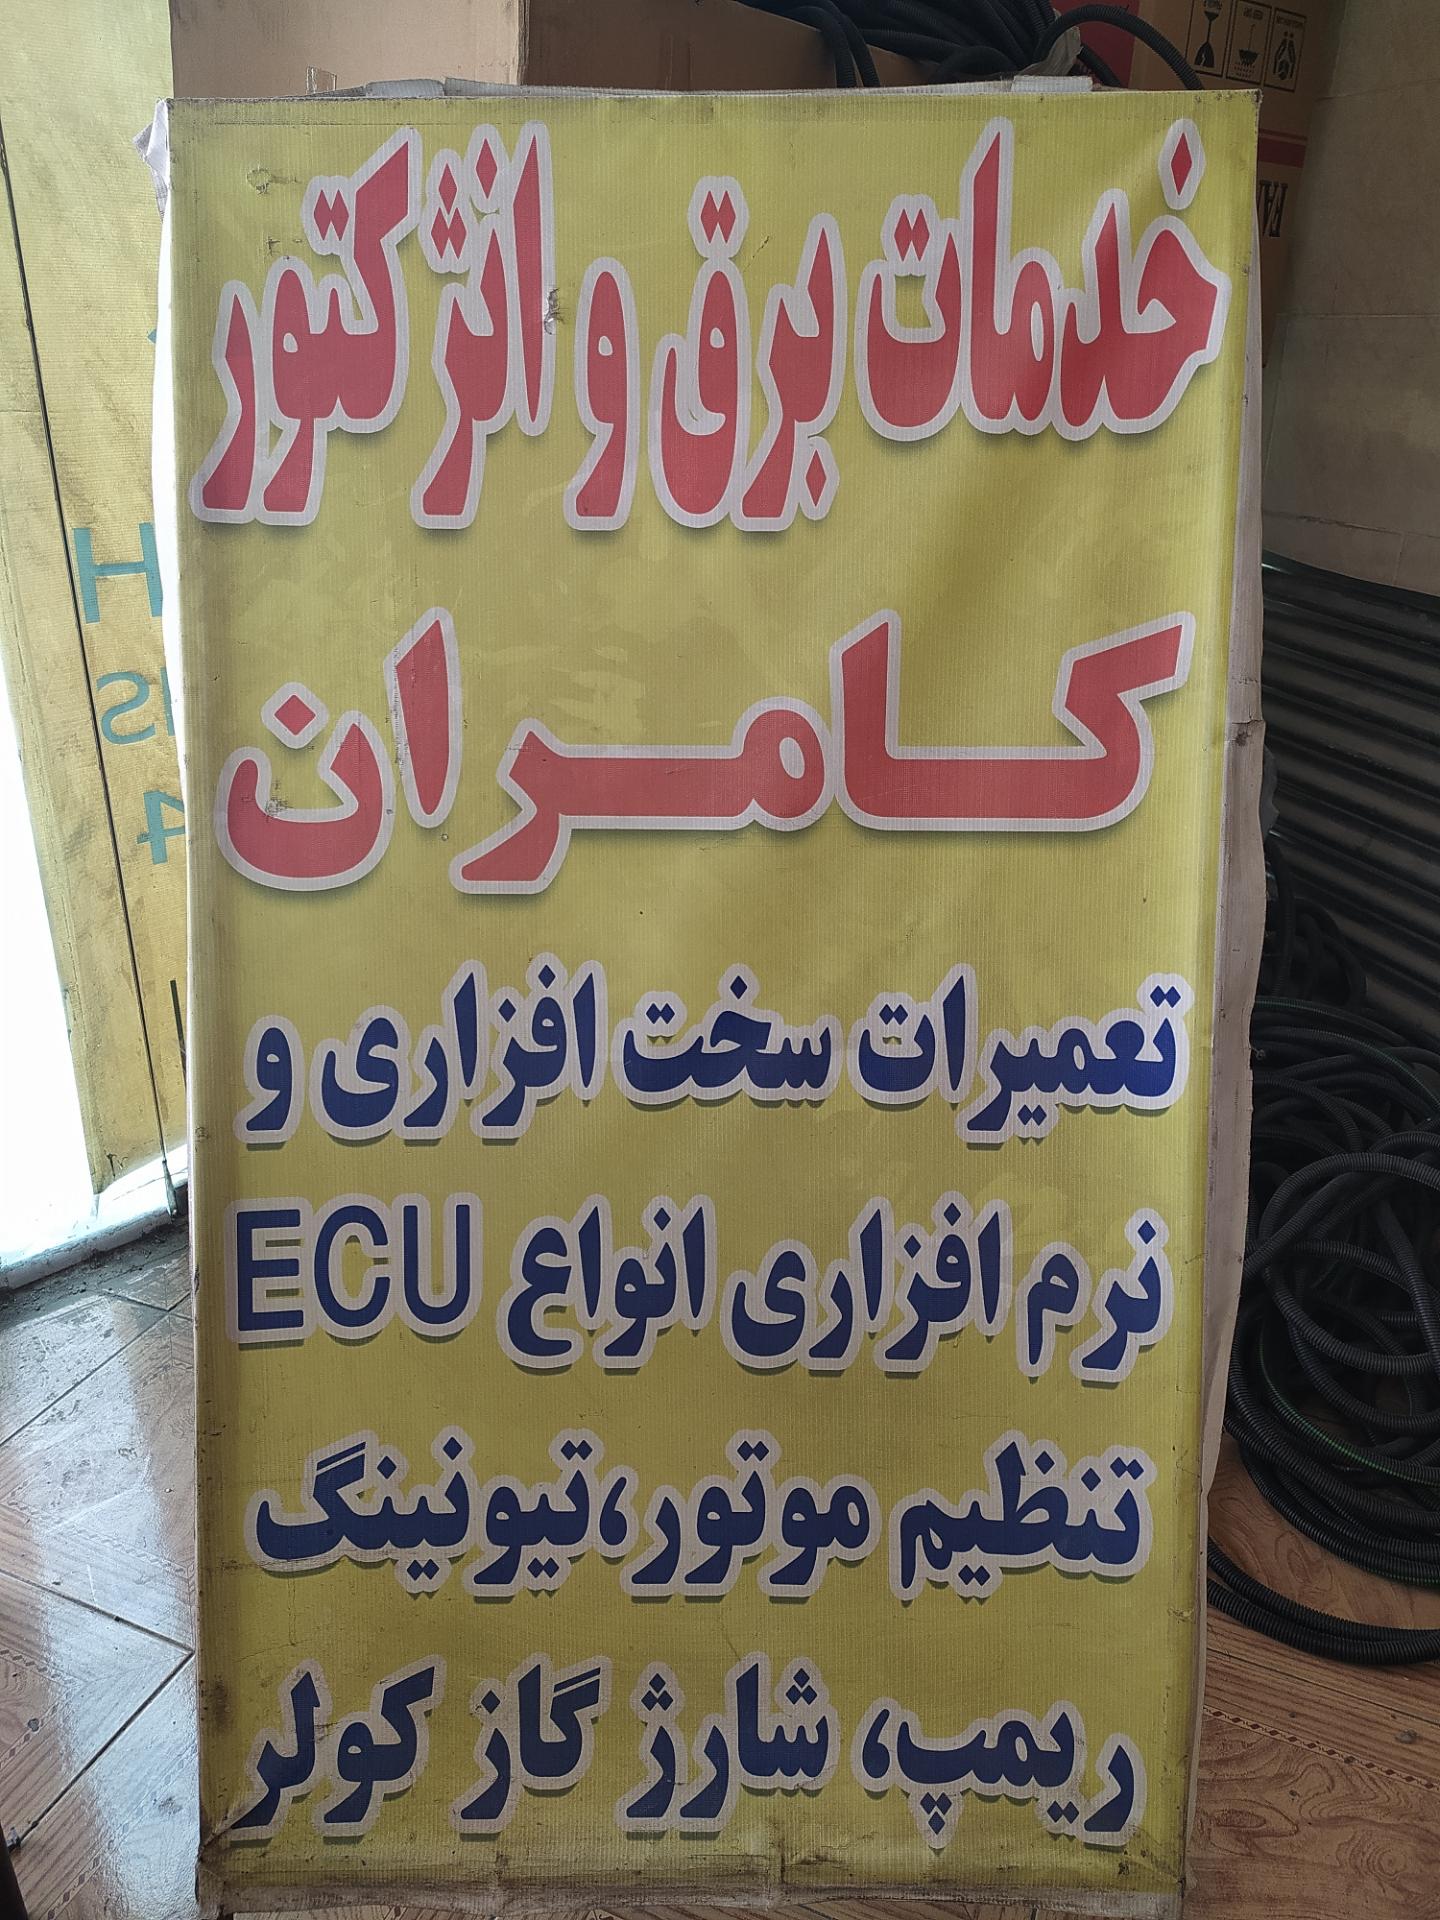 خدمات برق و انژکتور
کامران
تعمیرات سخت افزاری و
نرم افزاری انواع ECU
تنظیم موتور،تیونینگ
ریمپ، شارژ گاز کولر